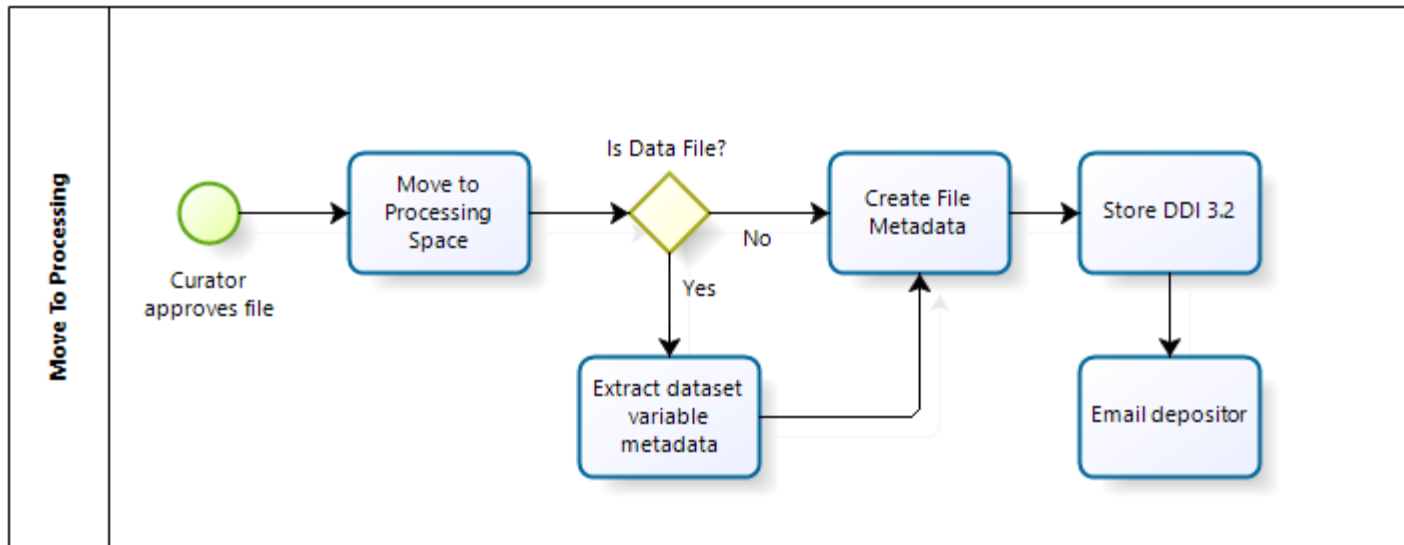 Move To Processing
Curator
approves file
Move to
Processing
Space
Is Data File?
No
Yes
Extract dataset
variable
metadata
Create File
Metadata
Store DDI 3.2
Email depositor